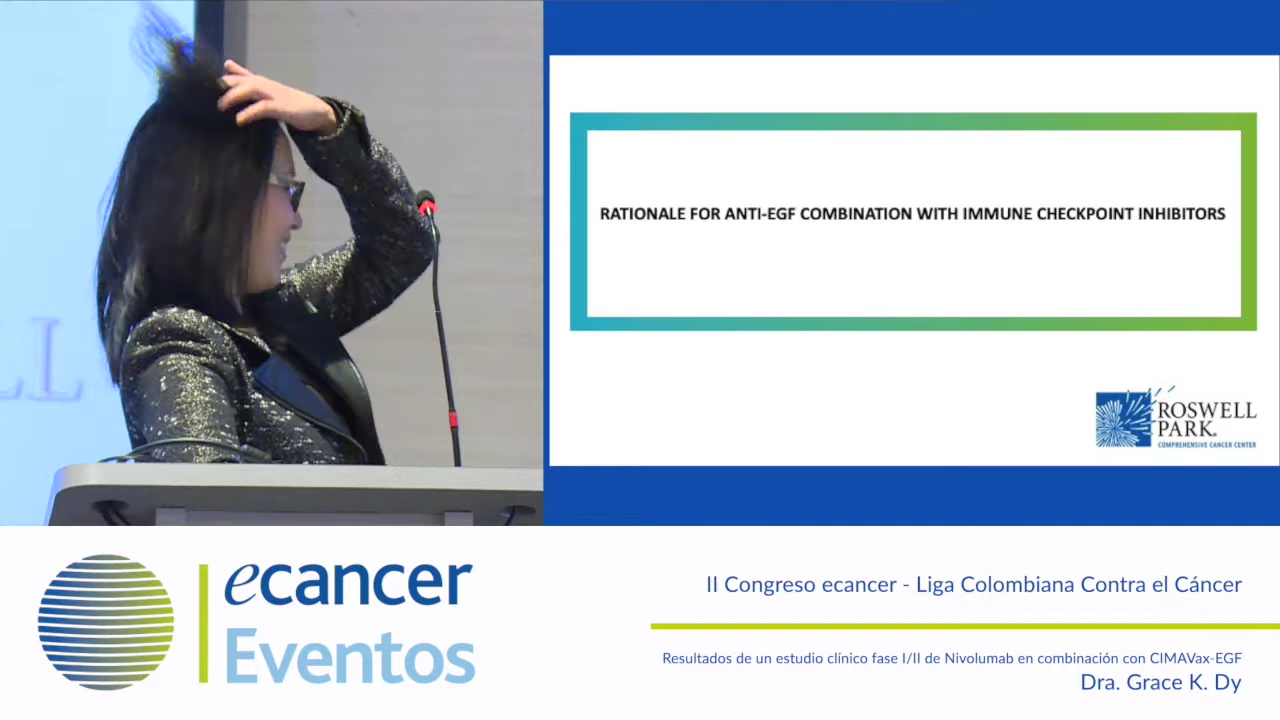 LL
RATIONALE FOR ANTI-EGF COMBINATION WITH IMMUNE CHECKPOINT INHIBITORS
ROSWELL
PARK.
COMPREHENSIVE CANCER CENTER
ecancer
Eventos
II Congreso ecancer - Liga Colombiana Contra el Cáncer
Resultados de un estudio clínico fase I/II de Nivolumab en combinación con CIMAVax-EGF
Dra. Grace K. Dy